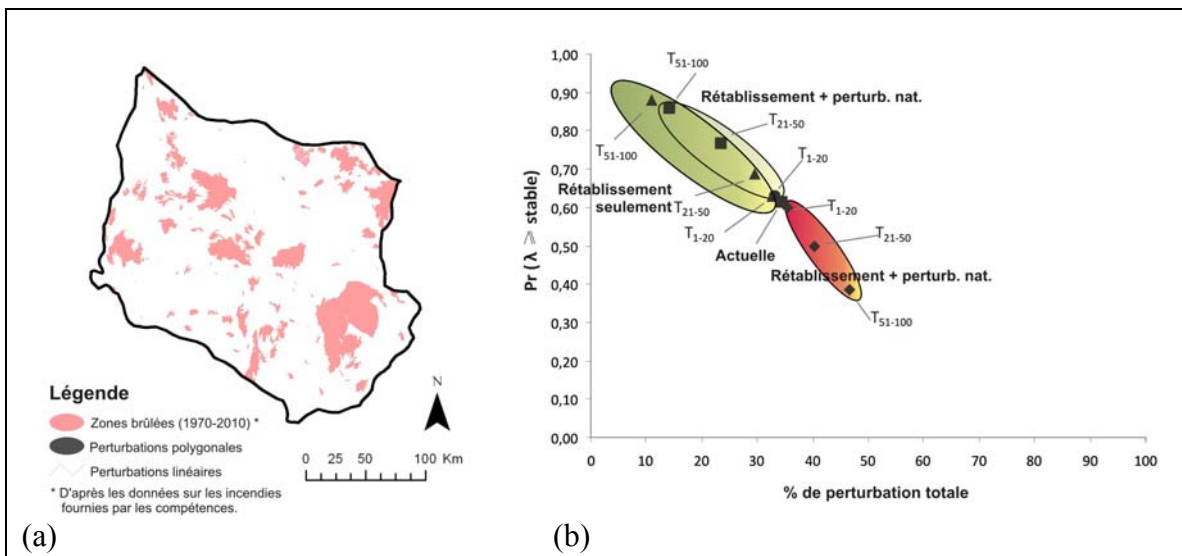 Légende
Zones brûlées (1970-2010) *
Perturbations polygonales
Perturbations linéaires
* D'après les données sur les incendies
fournies par les compétences.
N
0 25 50 100 Km
(a)
Pr (λ ⩾ stable)
1,00
0,90
0,80
0,70
0,60
0,50
0,40
0,30
0,20
0,10
0,00
T51-100
Rétablissement + perturb. nat.
T21-50
T51-100
T1-20
Rétablissement
seulement
T21-50
T1-20
T1-20
Actuelle
T21-50
Rétablissement + perturb. nat.
T51-100
0 10 20 30 40 50 60 70 80 90 100
% de perturbation totale
(b)